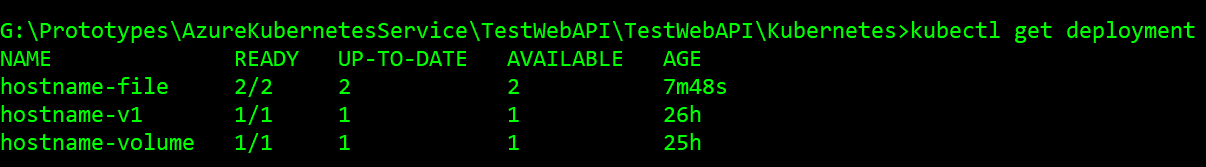 G:\Prototypes\AzureKubernetesService\TestWebAPI\TestWebAPI\Kubernetes>kubectl get deployment
NAME READY UP-TO-DATE AVAILABLE AGE
hostname-file 2/2 2 2 7m48s
hostname-v1 1/1 1 1 26h
hostname-volume 1/1 1 1 25h